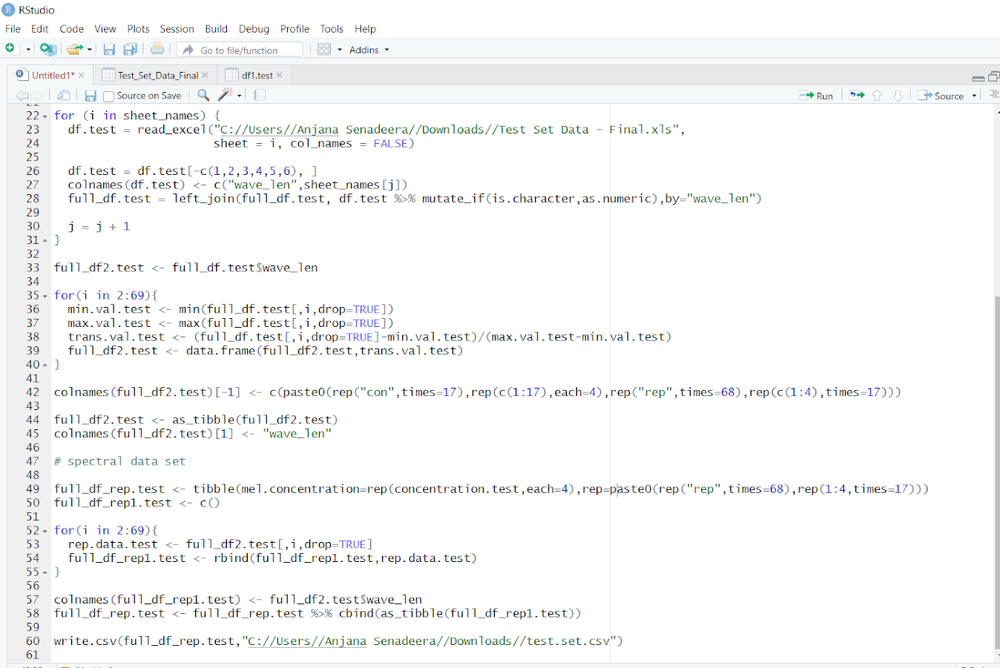 RStudio
File Edit Code View Plots Session Build Debug Profile Tools Help
Go to file/function Addins
Untitled1* Test_Set_Data_Final df1.test
Source on Save Run Source
22 for (i in sheet_names) {
23 df.test = read_excel("C://Users//Anjana Senadeera//Downloads//Test Set Data - Final.xls",
24 sheet = i, col_names = FALSE)
25
26 df.test = df.test[-c(1,2,3,4,5,6), ]
27 colnames(df.test) <- c("wave_len",sheet_names[j])
28 full_df.test = left_join(full_df.test, df.test %>% mutate_if(is.character,as.numeric),by="wave_len")
29
30 j = j + 1
31 }
32
33 full_df2.test <- full_df.test$wave_len
34
35 for(i in 2:69){
36 min.val.test <- min(full_df.test[,i,drop=TRUE])
37 max.val.test <- max(full_df.test[,i,drop=TRUE])
38 trans.val.test <- (full_df.test[,i,drop=TRUE]-min.val.test)/(max.val.test-min.val.test)
39 full_df2.test <- data.frame(full_df2.test,trans.val.test)
40 }
41
42 colnames(full_df2.test)[-1] <- c(paste0(rep("con",times=17),rep(c(1:17),each=4),rep("rep",times=68),rep(c(1:4),times=17)))
43
44 full_df2.test <- as_tibble(full_df2.test)
45 colnames(full_df2.test)[1] <- "wave_len"
46
47 # spectral data set
48
49 full_df_rep.test <- tibble(mel.concentration=rep(concentration.test,each=4),rep=paste0(rep("rep",times=68),rep(1:4,times=17)))
50 full_df_rep1.test <- c()
51
52 for(i in 2:69){
53 rep.data.test <- full_df2.test[,i,drop=TRUE]
54 full_df_rep1.test <- rbind(full_df_rep1.test,rep.data.test)
55 }
56
57 colnames(full_df_rep1.test) <- full_df2.test$wave_len
58 full_df_rep.test <- full_df_rep.test %>% cbind(as_tibble(full_df_rep1.test))
59
60 write.csv(full_df_rep.test,"C://Users//Anjana Senadeera//Downloads//test.set.csv")
61